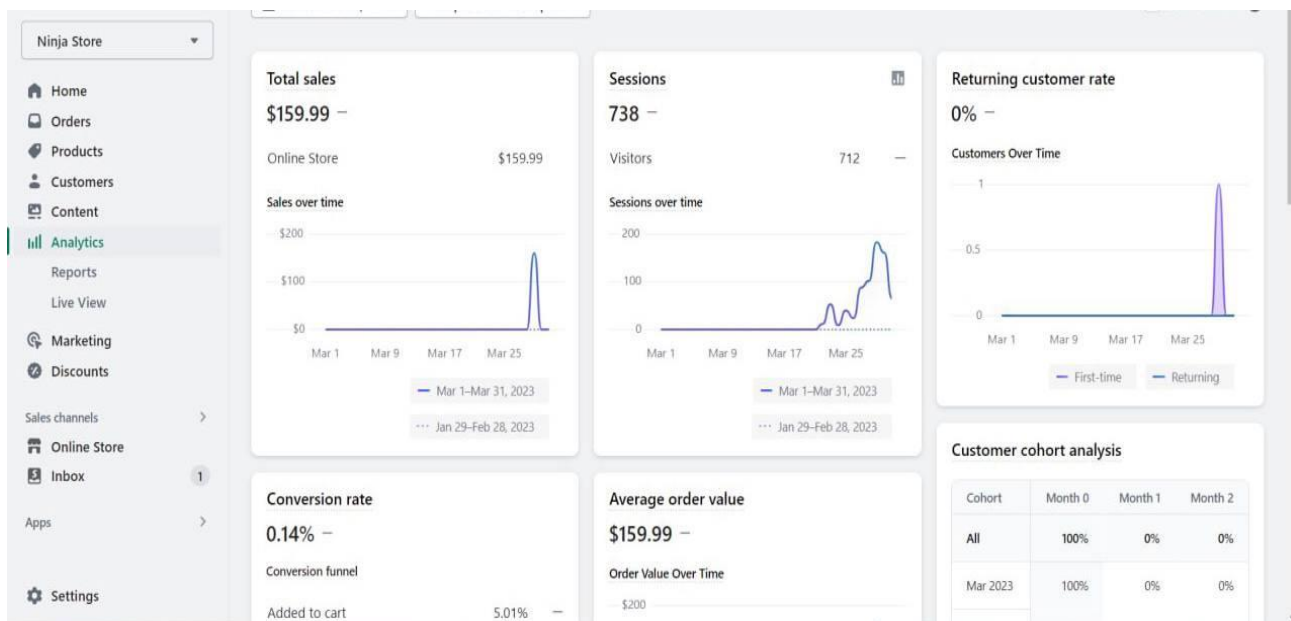 Ninja Store
Home
Orders
Products
Customers
Content
Analytics
Reports
Live View
Marketing
Discounts
Sales channels
Online Store
Inbox 1
Apps
Settings
Total sales
$159.99 –
Online Store $159.99
Sales over time
$200
$100
$0
Mar 1 Mar 9 Mar 17 Mar 25
Mar 1–Mar 31, 2023
Jan 29–Feb 28, 2023
Sessions
738 –
Visitors 712 –
Sessions over time
200
100
0
Mar 1 Mar 9 Mar 17 Mar 25
Mar 1–Mar 31, 2023
Jan 29–Feb 28, 2023
Returning customer rate
0% –
Customers Over Time
1
0.5
0
Mar 1 Mar 9 Mar 17 Mar 25
First-time Returning
Conversion rate
0.14% –
Conversion funnel
Added to cart 5.01% –
Average order value
$159.99 –
Order Value Over Time
$200
Customer cohort analysis
Cohort Month 0 Month 1 Month 2
All 100% 0% 0%
Mar 2023 100% 0% 0%